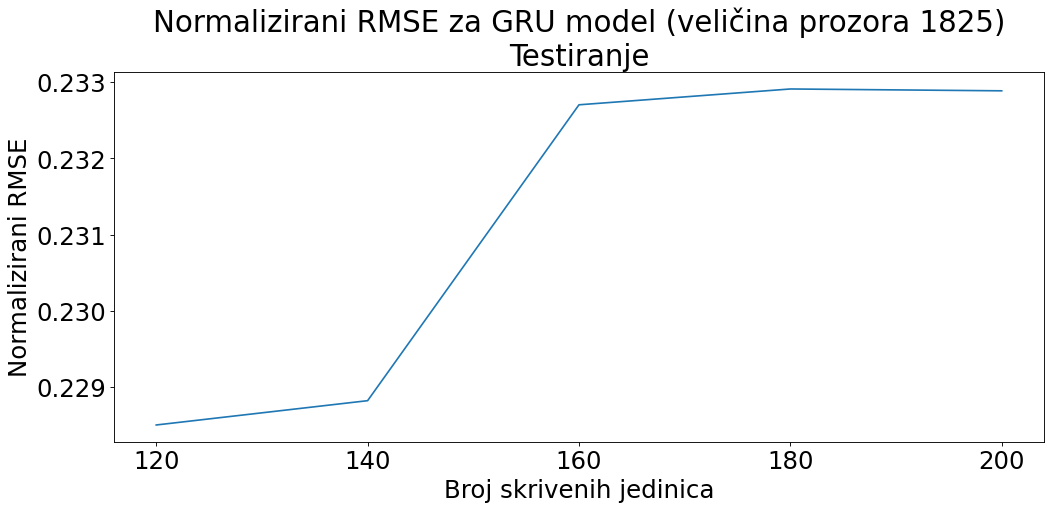 Normalizirani RMSE za GRU model (veličina prozora 1825)
Testiranje
Normalizirani RMSE
0.233
0.232
0.231
0.230
0.229
120 140 160 180 200
Broj skrivenih jedinica